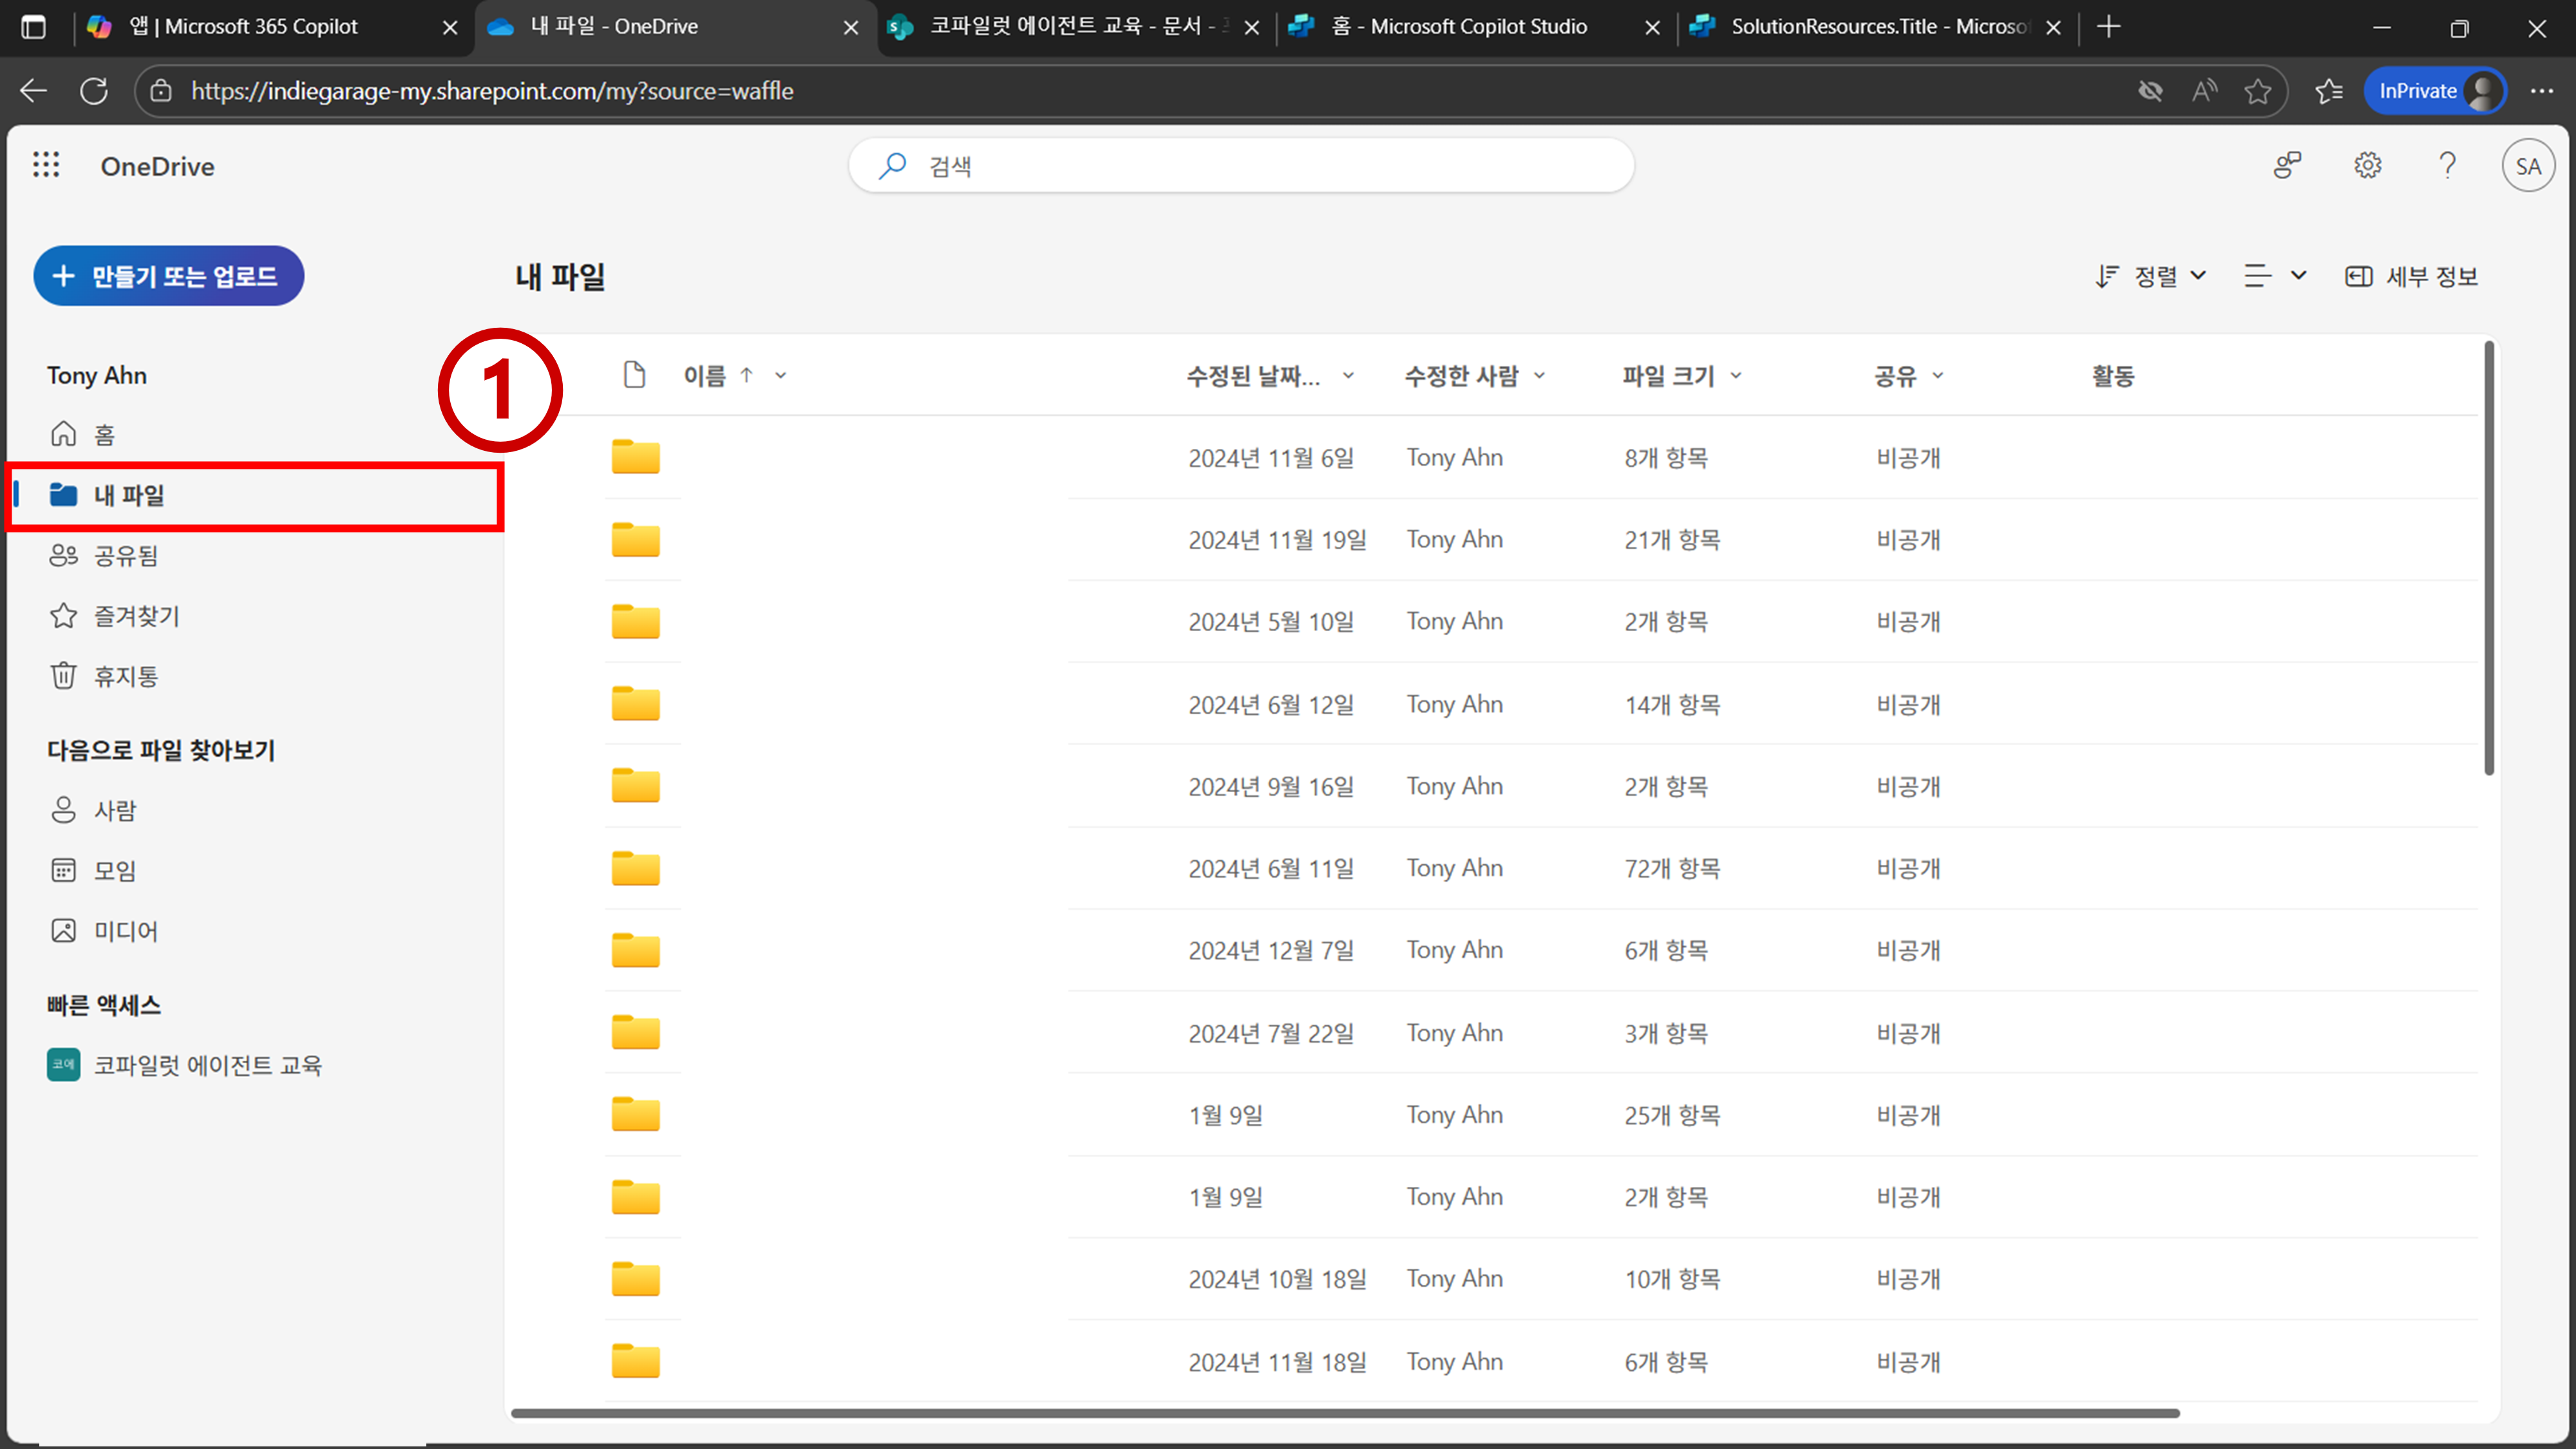 앱 | Microsoft 365 Copilot
내 파일 - OneDrive
코파일럿 에이전트 교육 - 문서 -
홈 - Microsoft Copilot Studio
SolutionResources.Title - Microso
https://indiegarage-my.sharepoint.com/my?source=waffle
InPrivate
OneDrive
검색
SA
만들기 또는 업로드
내 파일
정렬
세부 정보
Tony Ahn
홈
내 파일
공유됨
즐겨찾기
휴지통
다음으로 파일 찾아보기
사람
모임
미디어
빠른 액세스
코에 코파일럿 에이전트 교육
1
이름 수정된 날짜... 수정한 사람 파일 크기 공유 활동
2024년 11월 6일 Tony Ahn 8개 항목 비공개
2024년 11월 19일 Tony Ahn 21개 항목 비공개
2024년 5월 10일 Tony Ahn 2개 항목 비공개
2024년 6월 12일 Tony Ahn 14개 항목 비공개
2024년 9월 16일 Tony Ahn 2개 항목 비공개
2024년 6월 11일 Tony Ahn 72개 항목 비공개
2024년 12월 7일 Tony Ahn 6개 항목 비공개
2024년 7월 22일 Tony Ahn 3개 항목 비공개
1월 9일 Tony Ahn 25개 항목 비공개
1월 9일 Tony Ahn 2개 항목 비공개
2024년 10월 18일 Tony Ahn 10개 항목 비공개
2024년 11월 18일 Tony Ahn 6개 항목 비공개